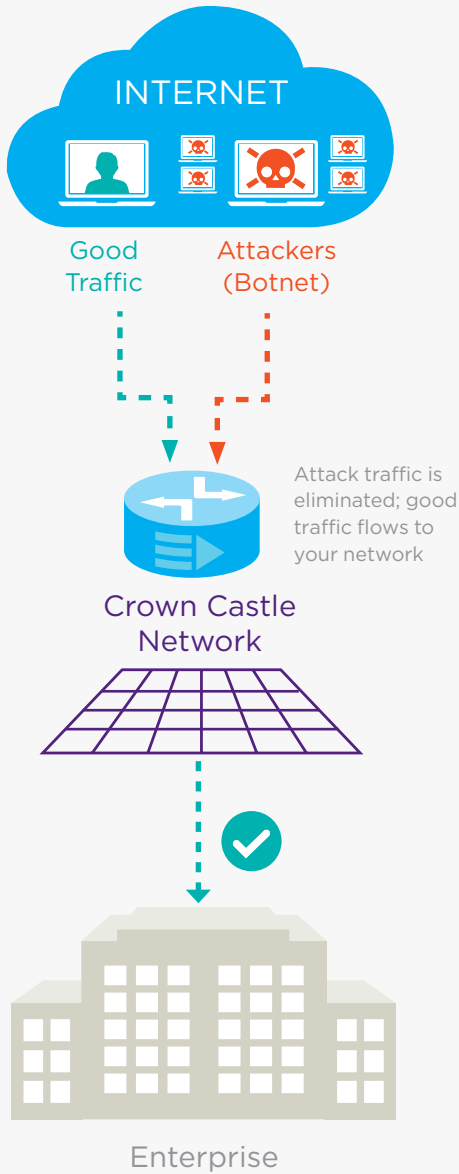 INTERNET
Good
Traffic
Attackers
(Botnet)
Attack traffic is
eliminated; good
traffic flows to
your network
Crown Castle
Network
Enterprise